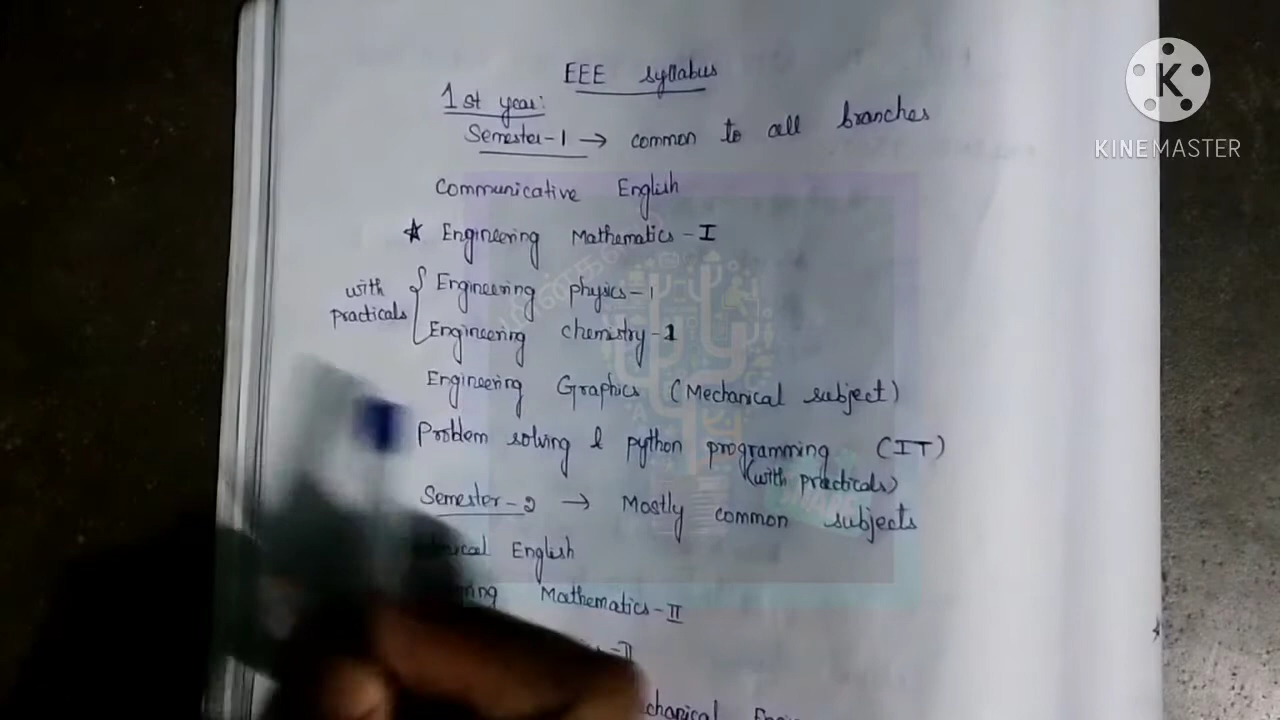 EEE syllabus
1st year:
Semester-1 → common to all branches
Communicative English
☆ Engineering Mathematics - I
with practicals { Engineering physics-1
Engineering chemistry-1
Engineering Graphics (Mechanical subject)
Problem solving & python programming (IT)
(with practicals)
Semester-2 → Mostly common subjects
English
Mathematics-II
-II
KINEMASTER